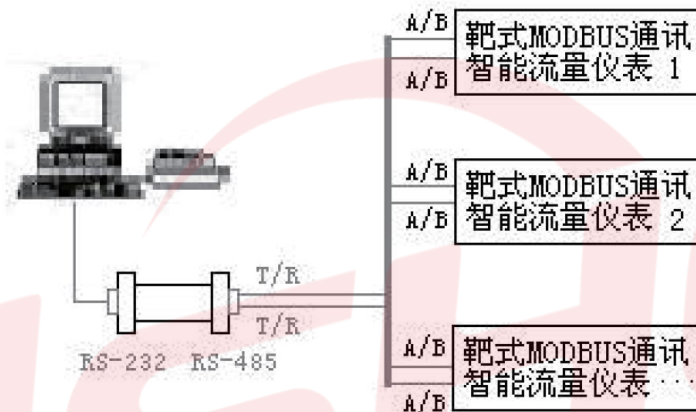 A/B
靶式MODBUS通讯
智能流量仪表 1
A/B
A/B
靶式MODBUS通讯
智能流量仪表 2
A/B
T/R
T/R
RS-232 RS-485
A/B
靶式MODBUS通讯
智能流量仪表 ···
A/B